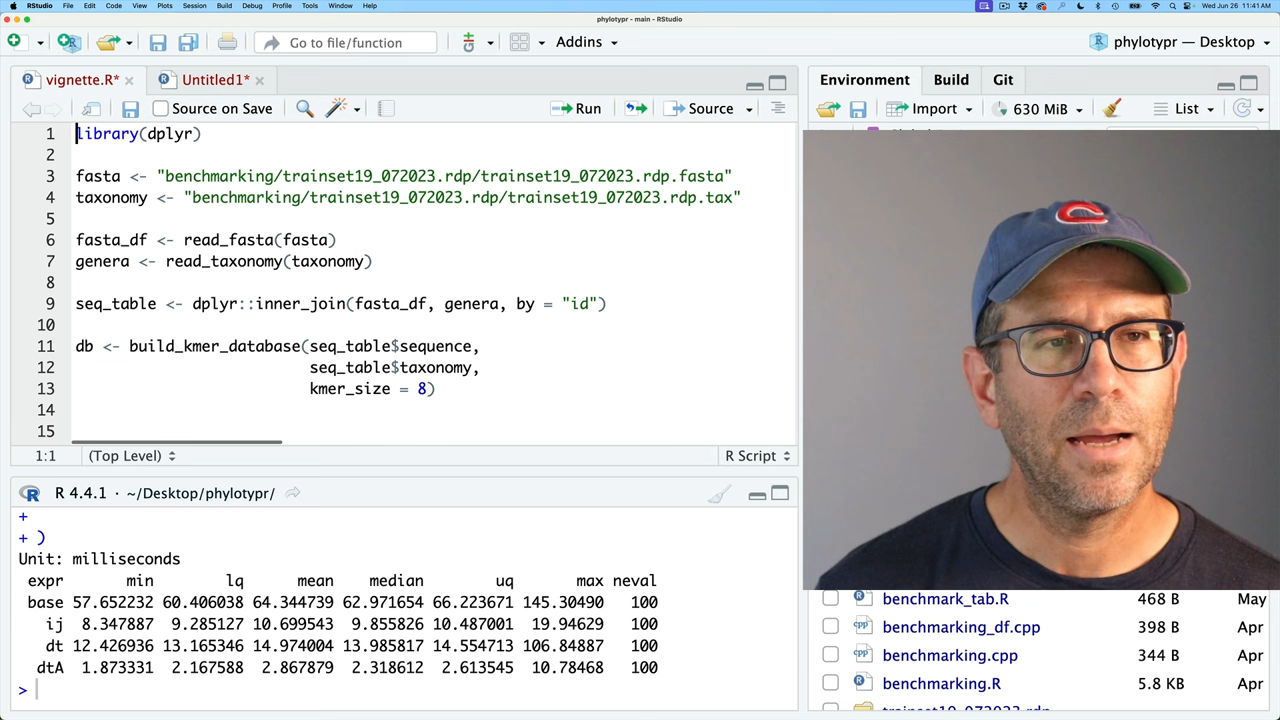 RStudio File Edit Code View Plots Session Build Debug Profile Tools Window Help
Wed Jun 26 11:41 AM
phylotypr - main - RStudio
Go to file/function
Addins
phylotypr — Desktop
vignette.R*
Untitled1*
Source on Save
Run
Source
1 library(dplyr)
2
3 fasta <- "benchmarking/trainset19_072023.rdp/trainset19_072023.rdp.fasta"
4 taxonomy <- "benchmarking/trainset19_072023.rdp/trainset19_072023.rdp.tax"
5
6 fasta_df <- read_fasta(fasta)
7 genera <- read_taxonomy(taxonomy)
8
9 seq_table <- dplyr::inner_join(fasta_df, genera, by = "id")
10
11 db <- build_kmer_database(seq_table$sequence,
12 seq_table$taxonomy,
13 kmer_size = 8)
14
15
1:1 (Top Level) R Script
R 4.4.1 · ~/Desktop/phylotypr/
+
+ )
Unit: milliseconds
expr min lq mean median uq max neval
base 57.652232 60.406038 64.344739 62.971654 66.223671 145.30490 100
ij 8.347887 9.285127 10.699543 9.855826 10.487001 19.94629 100
dt 12.426936 13.165346 14.974004 13.985817 14.554713 106.84887 100
dtA 1.873331 2.167588 2.867879 2.318612 2.613545 10.78468 100
>
Environment Build Git
Import 630 MiB List
benchmark_tab.R 468 B May
benchmarking_df.cpp 398 B Apr
benchmarking.cpp 344 B Apr
benchmarking.R 5.8 KB Apr
trainset19_072023.rdp